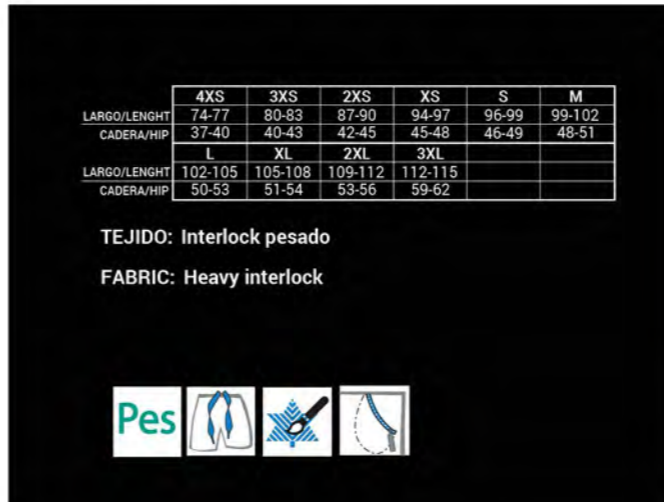 4XS 3XS 2XS XS S M
LARGO/LENGHT 74-77 80-83 87-90 94-97 96-99 99-102
CADERA/HIP 37-40 40-43 42-45 45-48 46-49 48-51
L XL 2XL 3XL
LARGO/LENGHT 102-105 105-108 109-112 112-115
CADERA/HIP 50-53 51-54 53-56 59-62
TEJIDO: Interlock pesado
FABRIC: Heavy interlock
Pes